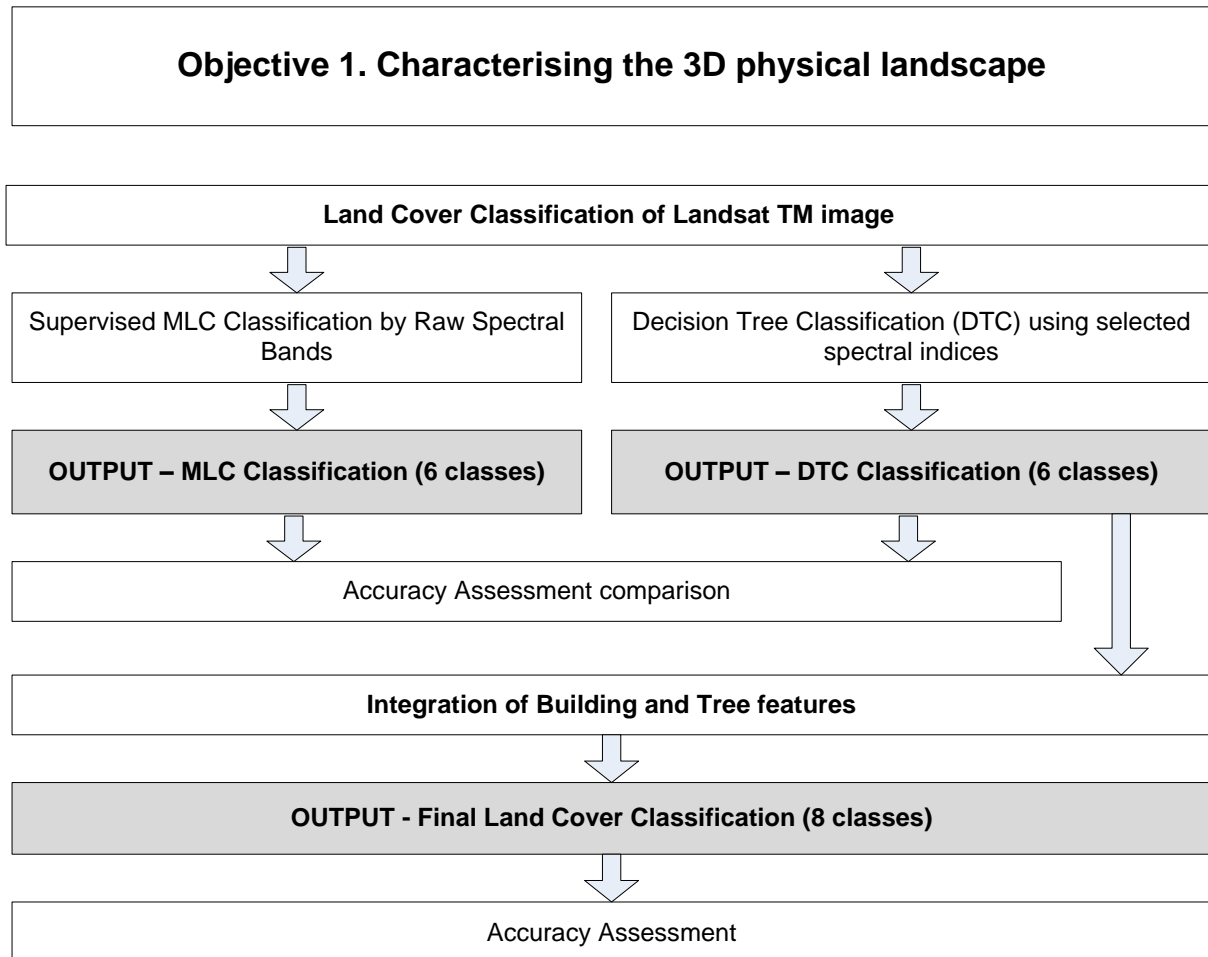 Objective 1. Characterising the 3D physical landscape
Land Cover Classification of Landsat TM image
Supervised MLC Classification by Raw Spectral
Bands
Decision Tree Classification (DTC) using selected
spectral indices
OUTPUT – MLC Classification (6 classes)
OUTPUT – DTC Classification (6 classes)
Accuracy Assessment comparison
Integration of Building and Tree features
OUTPUT - Final Land Cover Classification (8 classes)
Accuracy Assessment